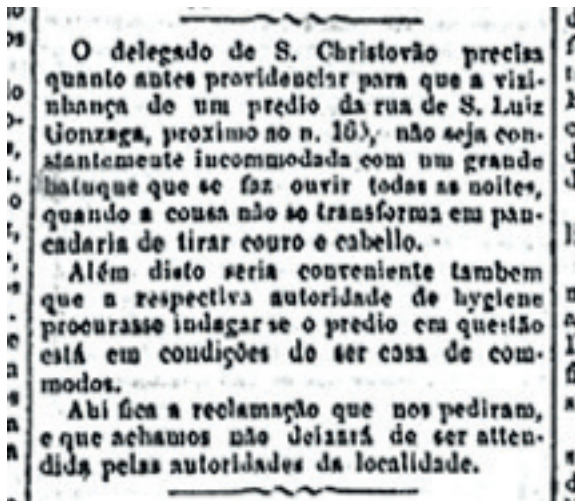 O delegado de S. Christovão precisa
quanto antes providenciar para que a vizi-
nhança de um predio da rua de S. Luiz
Gonzaga, proximo ao n. não seja con-
stantemente incommodada com um grande
batuque que se faz ouvir todas as noites,
quando a cousa não se transforma em pan-
cadaria de tirar couro e cabello.
Além disto seria conveniente tambem
que a respectiva autoridade de hygiene
procurasse indagar se o predio em questão
está em condições de ser casa de com-
modos.
Ahi fica a reclamação que nos pediram,
e que achamos não deixará de ser atten-
dida pelas autoridades da localidade.